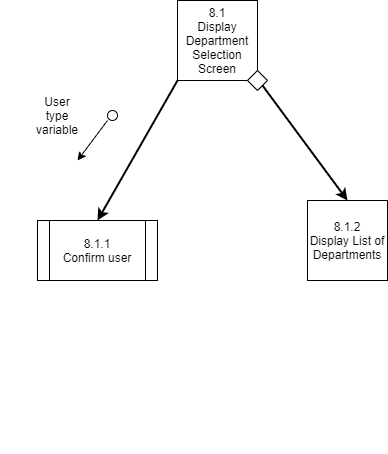 8.1
Display
Department
Selection
Screen
User
type
variable
8.1.1
Confirm user
8.1.2
Display List of
Departments